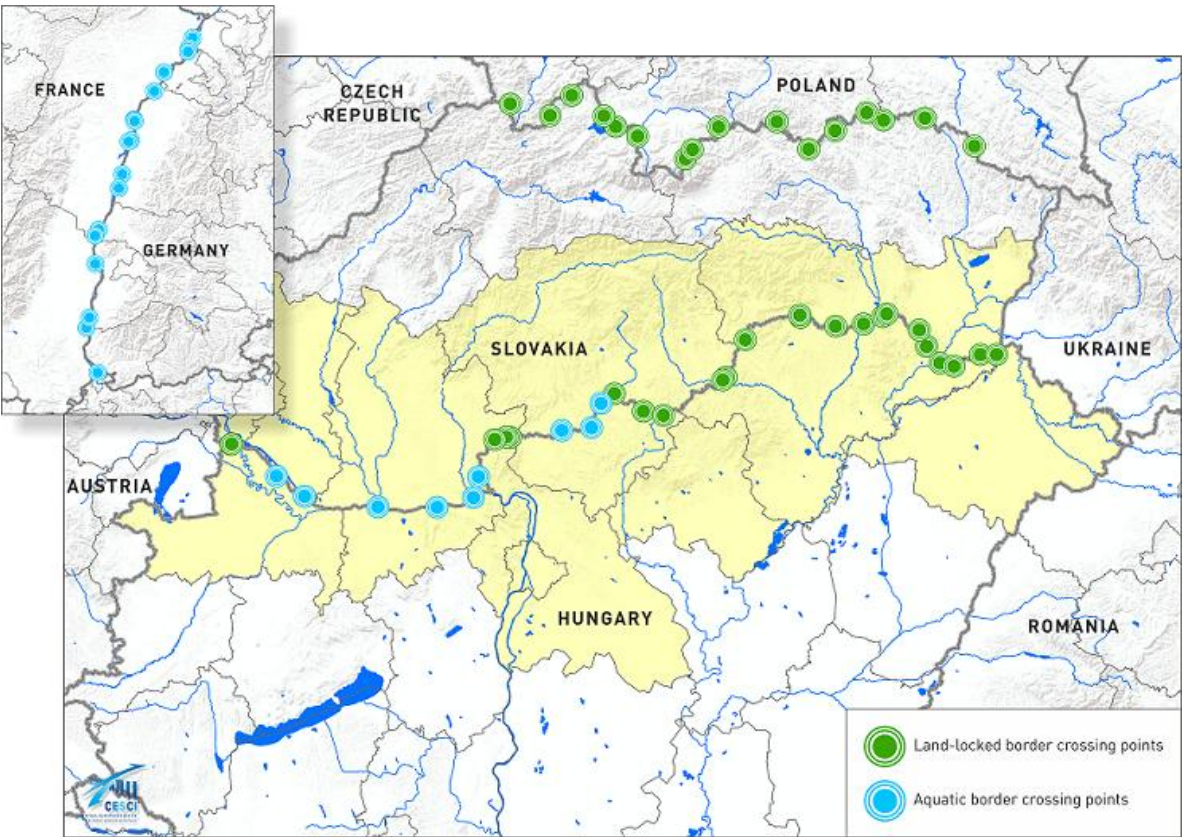 FRANCE
GERMANY
CZECH
REPUBLIC
POLAND
SLOVAKIA
UKRAINE
AUSTRIA
HUNGARY
ROMANIA
Land-locked border crossing points
Aquatic border crossing points
CESCI